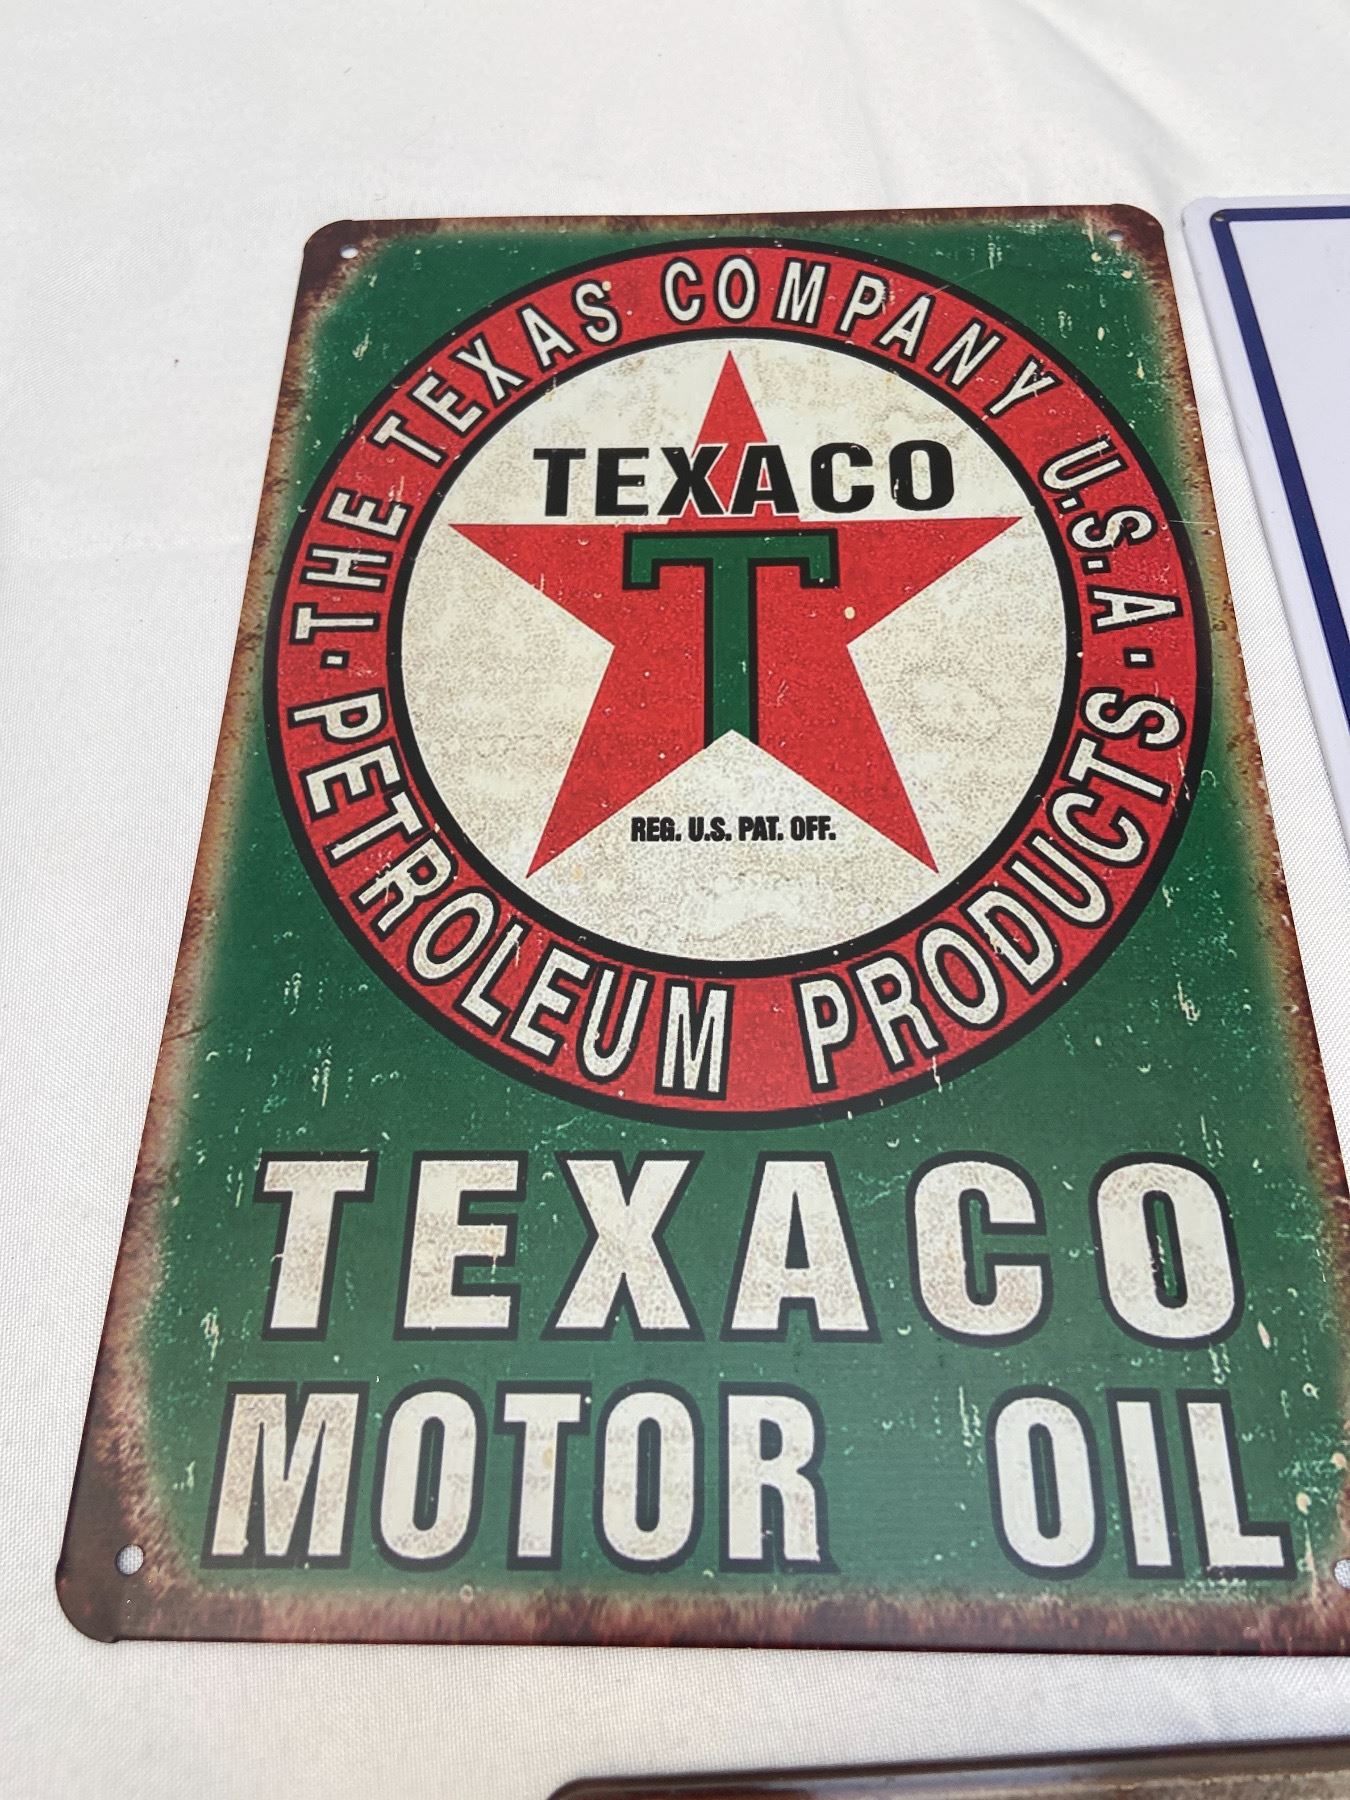 ·THE TEXAS COMPANY U.S.A·
TEXACO
T
REG. U.S. PAT. OFF.
PETROLEUM PRODUCTS
TEXACO
MOTOR OIL